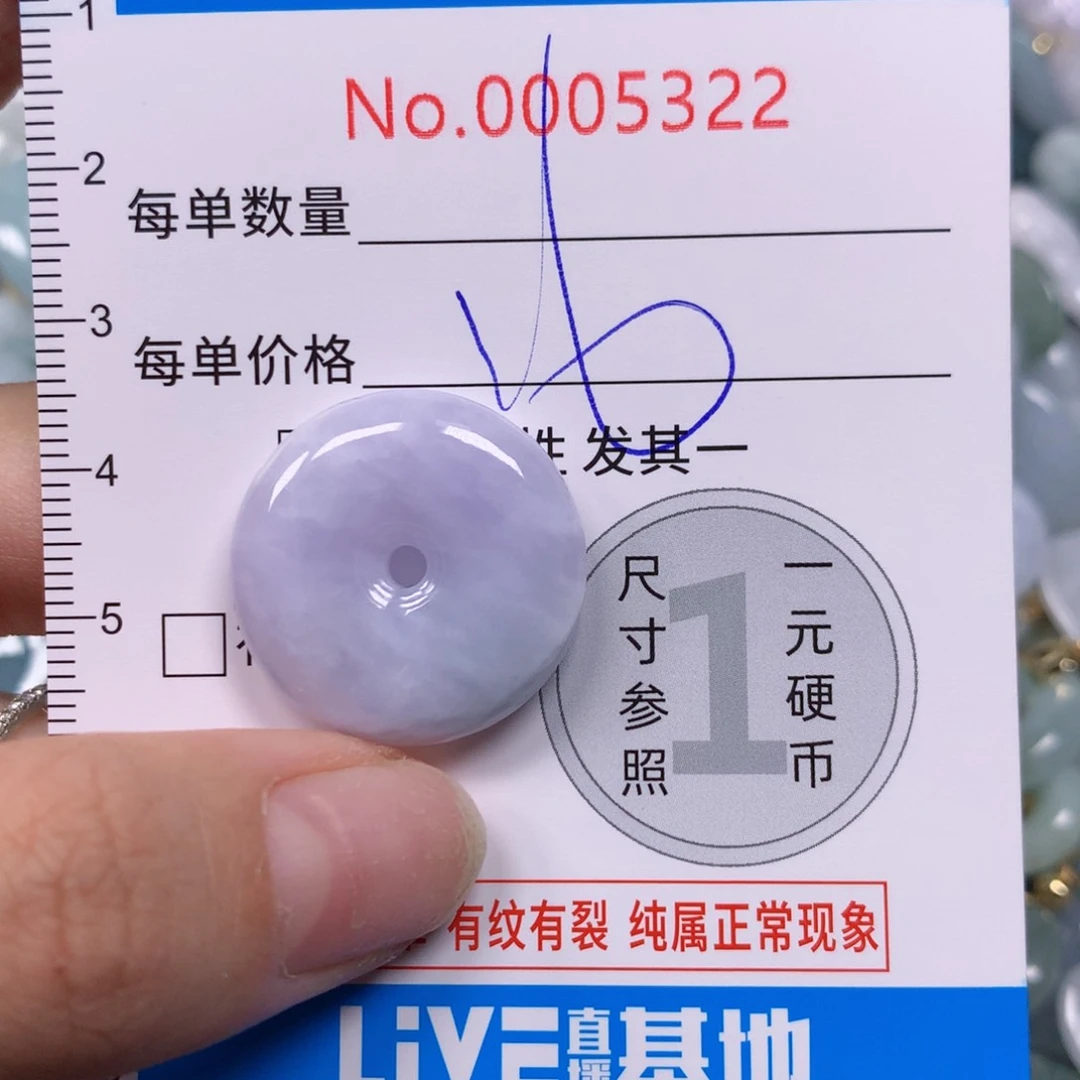 1
No.0005322
2
每单数量
3
每单价格
4
发其一
尺寸参照
1
一元硬币
5
有纹有裂 纯属正常现象
LiVE直播基地